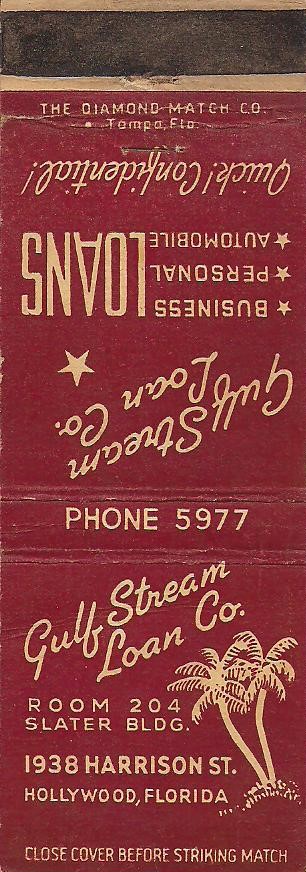 THE DIAMOND MATCH CO.
Tampa, Fla.
Quick! Confidential!
★ BUSINESS
★ PERSONAL
★ AUTOMOBILE
LOANS
Gulf Stream
Loan Co.
PHONE 5977
Gulf Stream
Loan Co.
ROOM 204
SLATER BLDG.
1938 HARRISON ST.
HOLLYWOOD, FLORIDA
CLOSE COVER BEFORE STRIKING MATCH